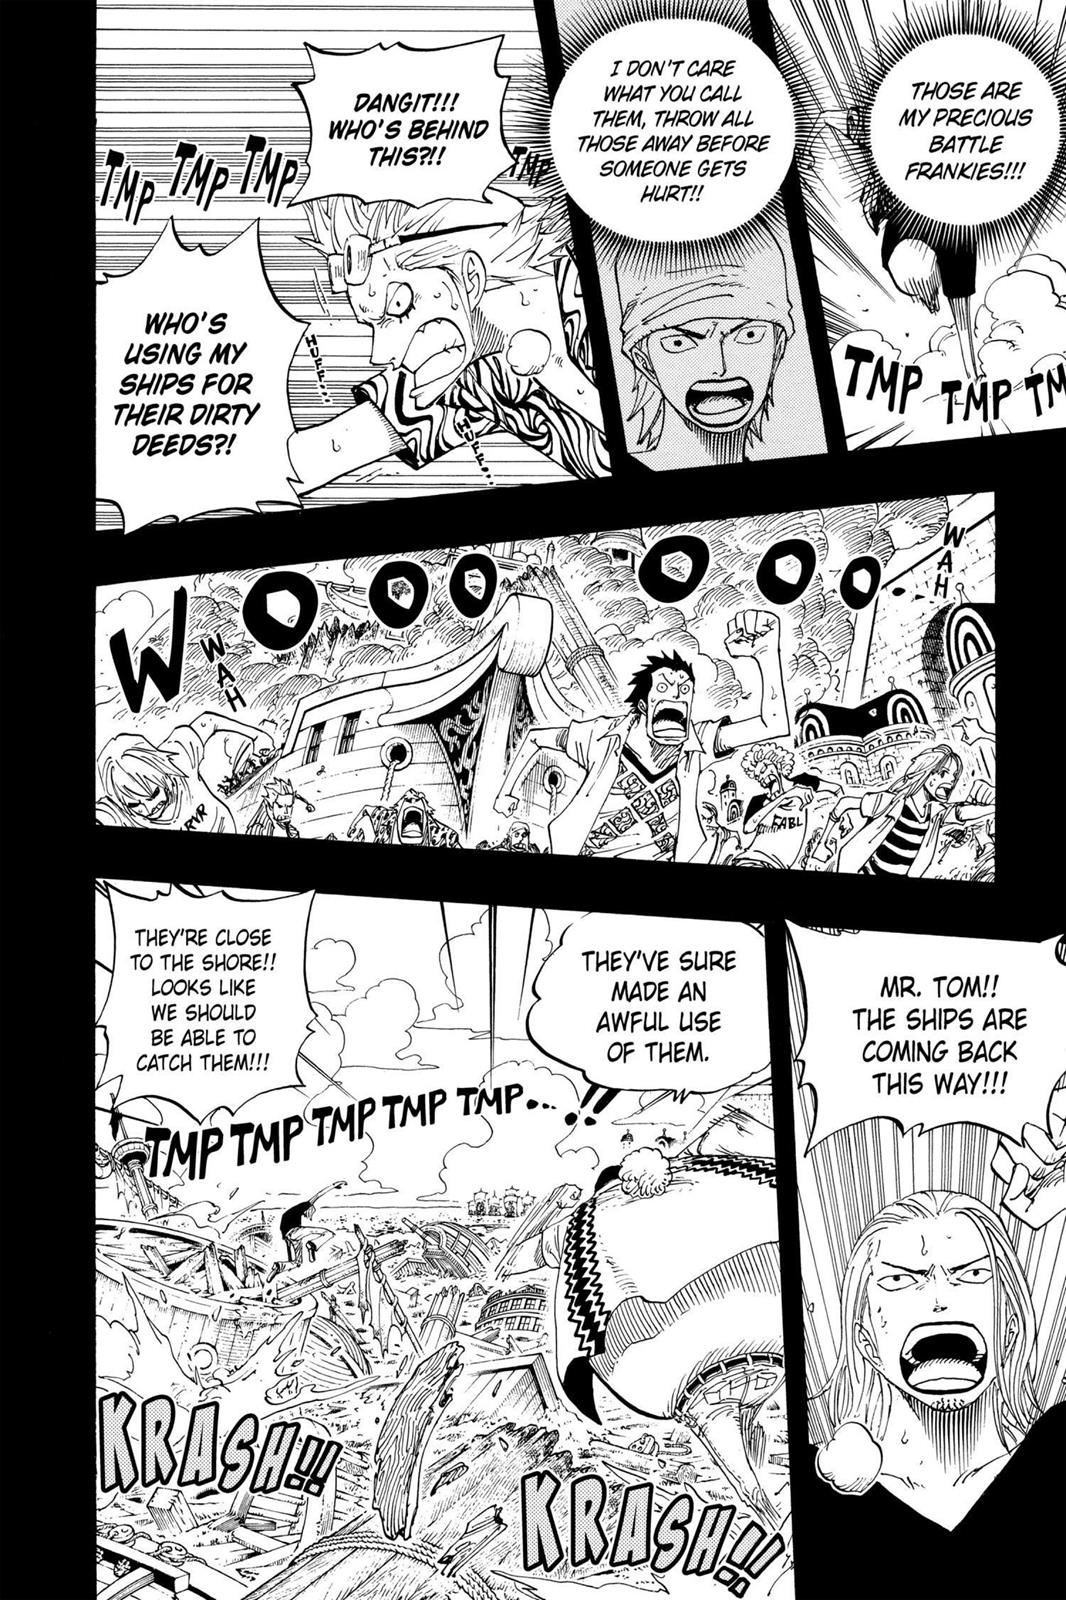 THOSE ARE
MY PRECIOUS
BATTLE
FRANKIES!!!
TMP TMP TM
I DON'T CARE
WHAT YOU CALL
THEM, THROW ALL
THOSE AWAY BEFORE
SOMEONE GETS
HURT!!
DANGIT!!!
WHO'S BEHIND
THIS?!!
TMP TMP TMP TMP
HUFF...
HUFF...
WHO'S
USING MY
SHIPS FOR
THEIR DIRTY
DEEDS?!
WOOOOOO...
WAH
WAH
FABL
MR. TOM!!
THE SHIPS ARE
COMING BACK
THIS WAY!!!
THEY'VE SURE
MADE AN
AWFUL USE
OF THEM.
!!
THEY'RE CLOSE
TO THE SHORE!!
LOOKS LIKE
WE SHOULD
BE ABLE TO
CATCH THEM!!!
TMP TMP TMP TMP TMP...
KRASH!!
KRASH!!